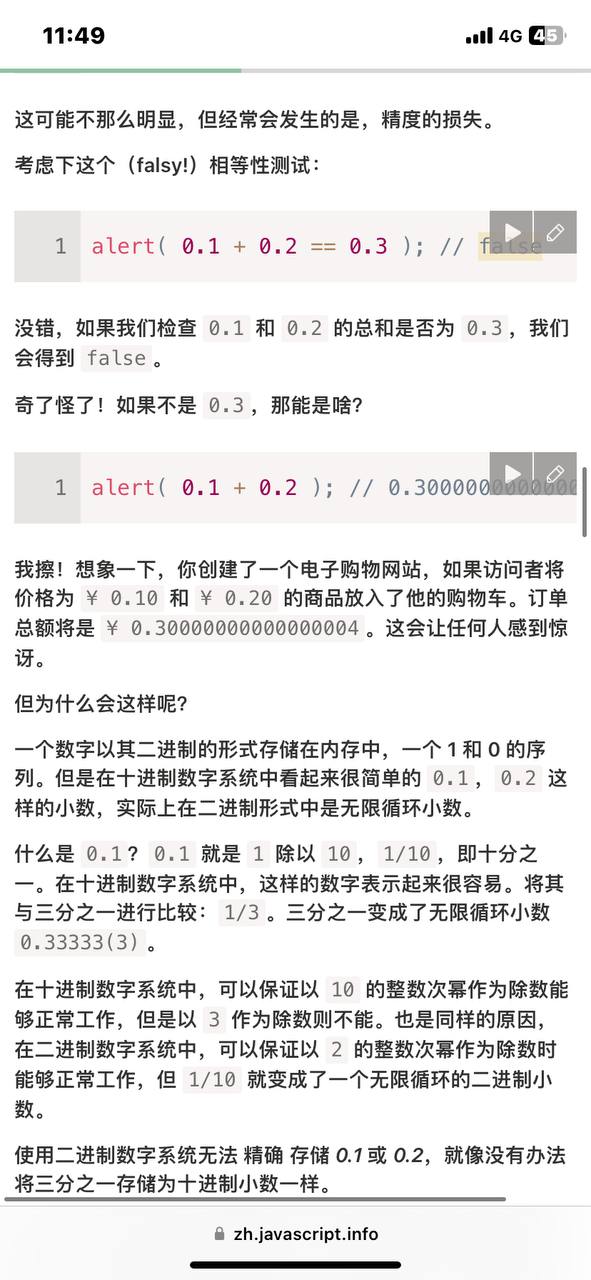 11:49
4G 45
这可能不那么明显，但经常会发生的是，精度的损失。
考虑下这个（falsy!）相等性测试：
1 alert( 0.1 + 0.2 == 0.3 ); // false
没错，如果我们检查 0.1 和 0.2 的总和是否为 0.3，我们
会得到 false。
奇了怪了！如果不是 0.3，那能是啥？
1 alert( 0.1 + 0.2 ); // 0.3000000000000
我擦！想象一下，你创建了一个电子购物网站，如果访问者将
价格为 ¥ 0.10 和 ¥ 0.20 的商品放入了他的购物车。订单
总额将是 ¥ 0.30000000000000004。这会让任何人感到惊
讶。
但为什么会这样呢？
一个数字以其二进制的形式存储在内存中，一个 1 和 0 的序
列。但是在十进制数字系统中看起来很简单的 0.1，0.2 这
样的小数，实际上在二进制形式中是无限循环小数。
什么是 0.1？0.1 就是 1 除以 10，1/10，即十分之
一。在十进制数字系统中，这样的数字表示起来很容易。将其
与三分之一进行比较：1/3。三分之一变成了无限循环小数
0.33333(3)。
在十进制数字系统中，可以保证以 10 的整数次幂作为除数能
够正常工作，但是以 3 作为除数则不能。也是同样的原因，
在二进制数字系统中，可以保证以 2 的整数次幂作为除数时
能够正常工作，但 1/10 就变成了一个无限循环的二进制小
数。
使用二进制数字系统无法 精确 存储 0.1 或 0.2，就像没有办法
将三分之一存储为十进制小数一样。
zh.javascript.info